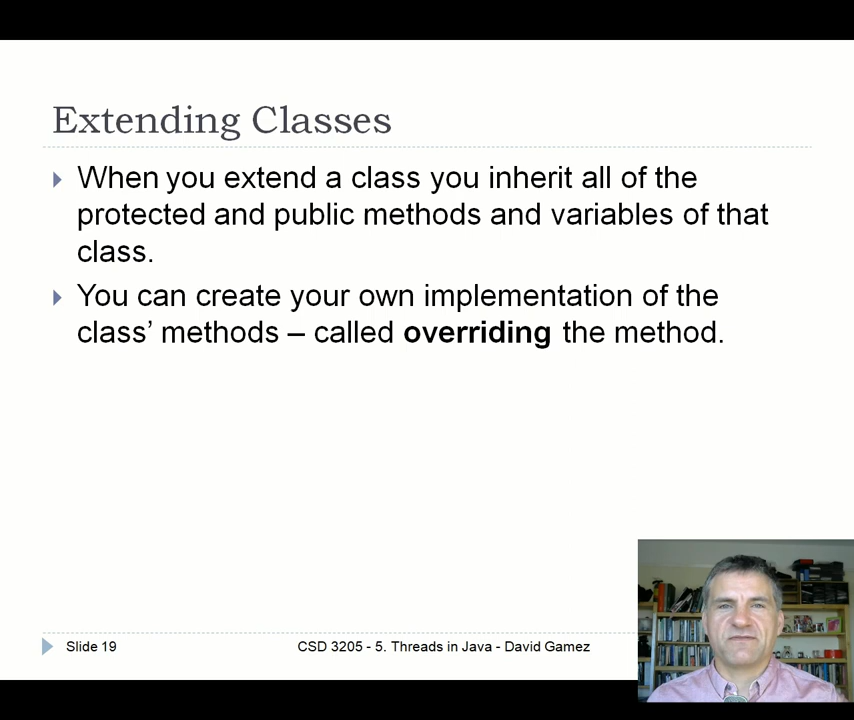 Extending Classes
When you extend a class you inherit all of the
protected and public methods and variables of that
class.
You can create your own implementation of the
class’ methods – called overriding the method.
Slide 19
CSD 3205 - 5. Threads in Java - David Gamez